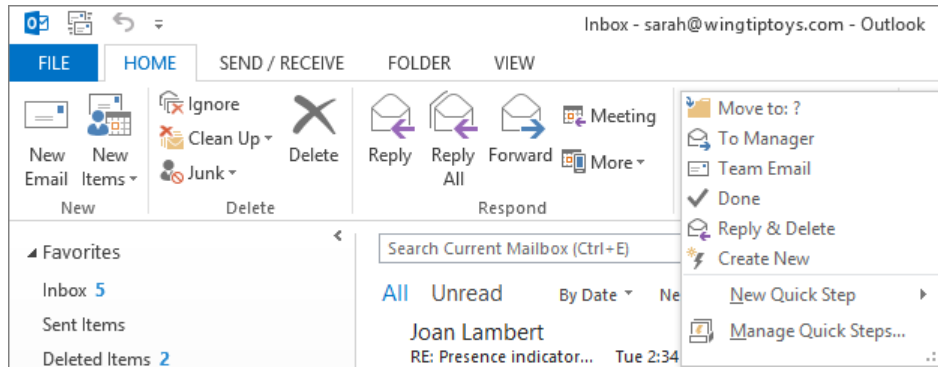 Inbox - sarah@wingtiptoys.com - Outlook
FILE HOME SEND / RECEIVE FOLDER VIEW
New Email
New Items
Ignore
Clean Up
Junk
Delete
Reply
Reply All
Forward
Meeting
More
New Delete Respond
Move to: ?
To Manager
Team Email
Done
Reply & Delete
Create New
New Quick Step
Manage Quick Steps...
Favorites
Inbox 5
Sent Items
Deleted Items 2
Search Current Mailbox (Ctrl+E)
All Unread By Date Ne
Joan Lambert
RE: Presence indicator... Tue 2:34